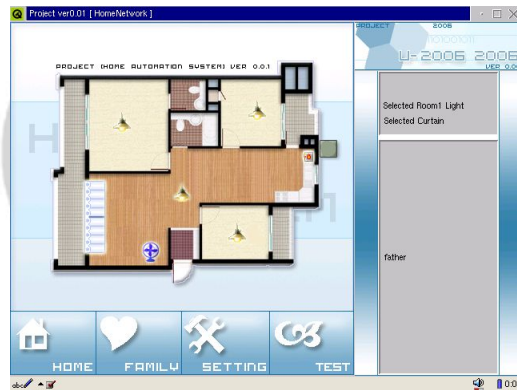 Project ver0.01 [ HomeNetwork ]
PROJECT 2006
U-2006 2006
PROJECT (HOME AUTOMATION SYSTEM) VER 0.0.1
Selected Room1 Light
Selected Curtain
father
HOME FAMILY SETTING TEST
abc